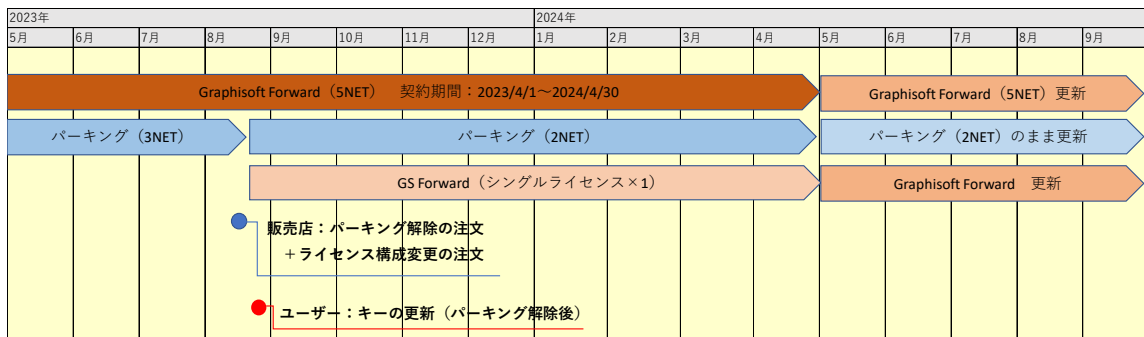 2023年 2024年
5月 6月 7月 8月 9月 10月 11月 12月 1月 2月 3月 4月 5月 6月 7月 8月 9月
Graphisoft Forward（5NET） 契約期間：2023/4/1～2024/4/30 Graphisoft Forward（5NET）更新
パーキング（3NET） パーキング（2NET） パーキング（2NET）のまま更新
GS Forward（シングルライセンス×1） Graphisoft Forward 更新
販売店：パーキング解除の注文
＋ライセンス構成変更の注文
ユーザー：キーの更新（パーキング解除後）